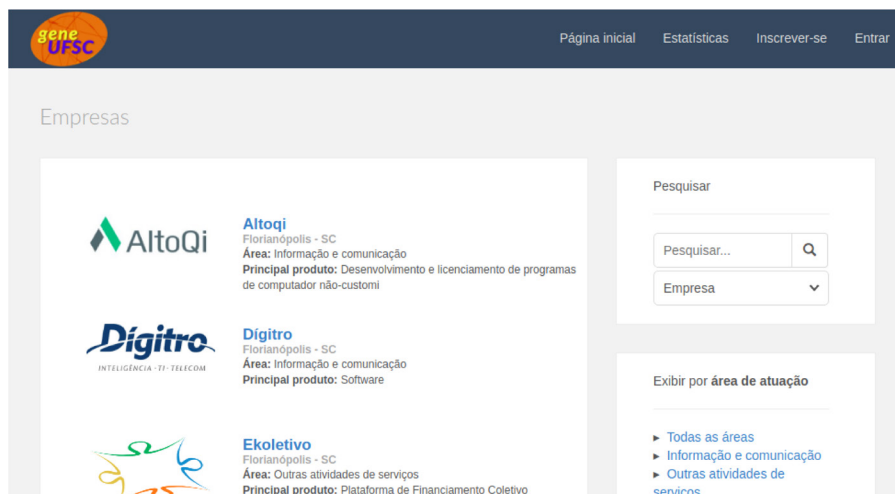 gene
UFSC
Página inicial
Estatísticas
Inscrever-se
Entrar
Empresas
AltoQi
Altoqi
Florianópolis - SC
Área: Informação e comunicação
Principal produto: Desenvolvimento e licenciamento de programas
de computador não-customi
Dígitro
INTELIGÊNCIA · TI · TELECOM
Dígitro
Florianópolis - SC
Área: Informação e comunicação
Principal produto: Software
Ekoletivo
Florianópolis - SC
Área: Outras atividades de serviços
Principal produto: Plataforma de Financiamento Coletivo
Pesquisar
Pesquisar...
Empresa
Exibir por área de atuação
► Todas as áreas
► Informação e comunicação
► Outras atividades de
serviços